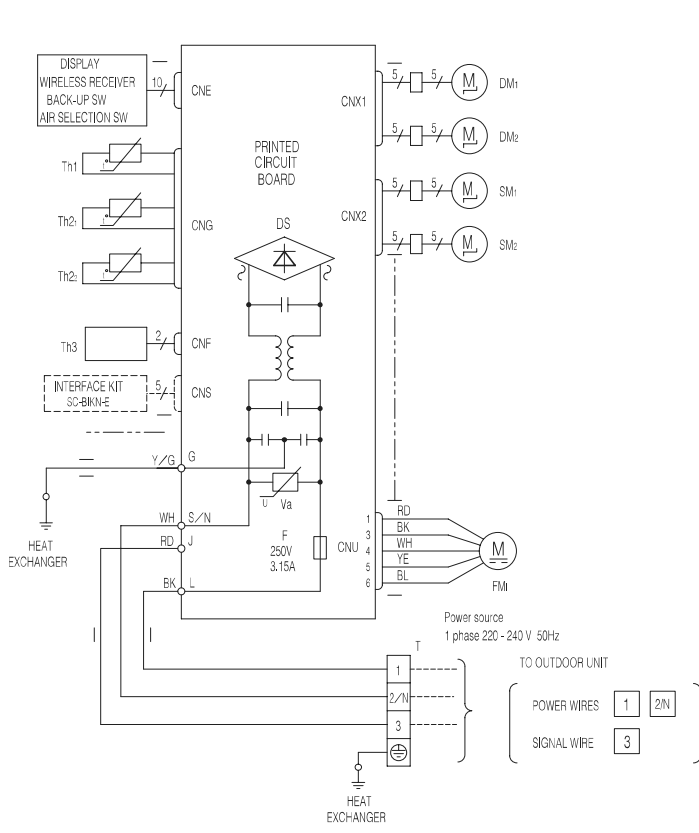 DISPLAY
WIRELESS RECEIVER
BACK-UP SW
AIR SELECTION SW
10
CNE
CNX1
5
5
M
DM1
5
5
M
DM2
PRINTED
CIRCUIT
BOARD
Th1
Th21
CNG
Th22
CNX2
5
5
M
SM1
5
5
M
SM2
DS
Th3
2
CNF
INTERFACE KIT
SC-BIKN-E
5
CNS
Y/G
G
U
Va
WH
S/N
RD
J
BK
L
F
250V
3.15A
CNU
1
3
4
5
6
RD
BK
WH
YE
BL
M
FMI
HEAT
EXCHANGER
Power source
1 phase 220 - 240 V 50Hz
T
1
2/N
3
TO OUTDOOR UNIT
POWER WIRES
1
2/N
SIGNAL WIRE
3
HEAT
EXCHANGER